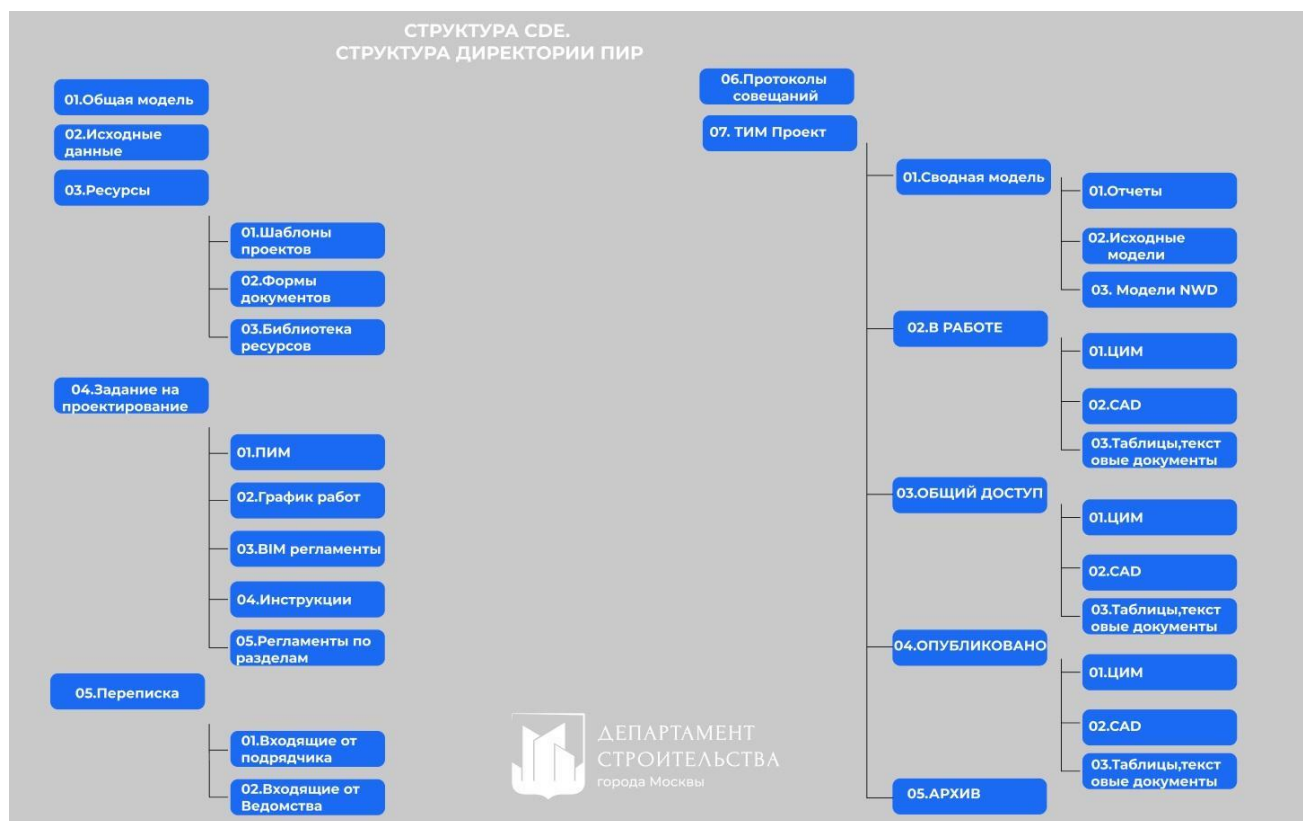 СТРУКТУРА CDE.
СТРУКТУРА ДИРЕКТОРИИ ПИР
01.Общая модель
02.Исходные
данные
03.Ресурсы
01.Шаблоны
проектов
02.Формы
документов
03.Библиотека
ресурсов
04.Задание на
проектирование
01.ПИМ
02.График работ
03.BIM регламенты
04.Инструкции
05.Регламенты по
разделам
05.Переписка
01.Входящие от
подрядчика
02.Входящие от
Ведомства
06.Протоколы
совещаний
07. ТИМ Проект
01.Сводная модель
01.Отчеты
02.Исходные
модели
03. Модели NWD
02.В РАБОТЕ
01.ЦИМ
02.CAD
03.Таблицы,текст
овые документы
03.ОБЩИЙ ДОСТУП
01.ЦИМ
02.CAD
03.Таблицы,текст
овые документы
04.ОПУБЛИКОВАНО
01.ЦИМ
02.CAD
03.Таблицы,текст
овые документы
05.АРХИВ
ДЕПАРТАМЕНТ
СТРОИТЕЛЬСТВА
города Москвы